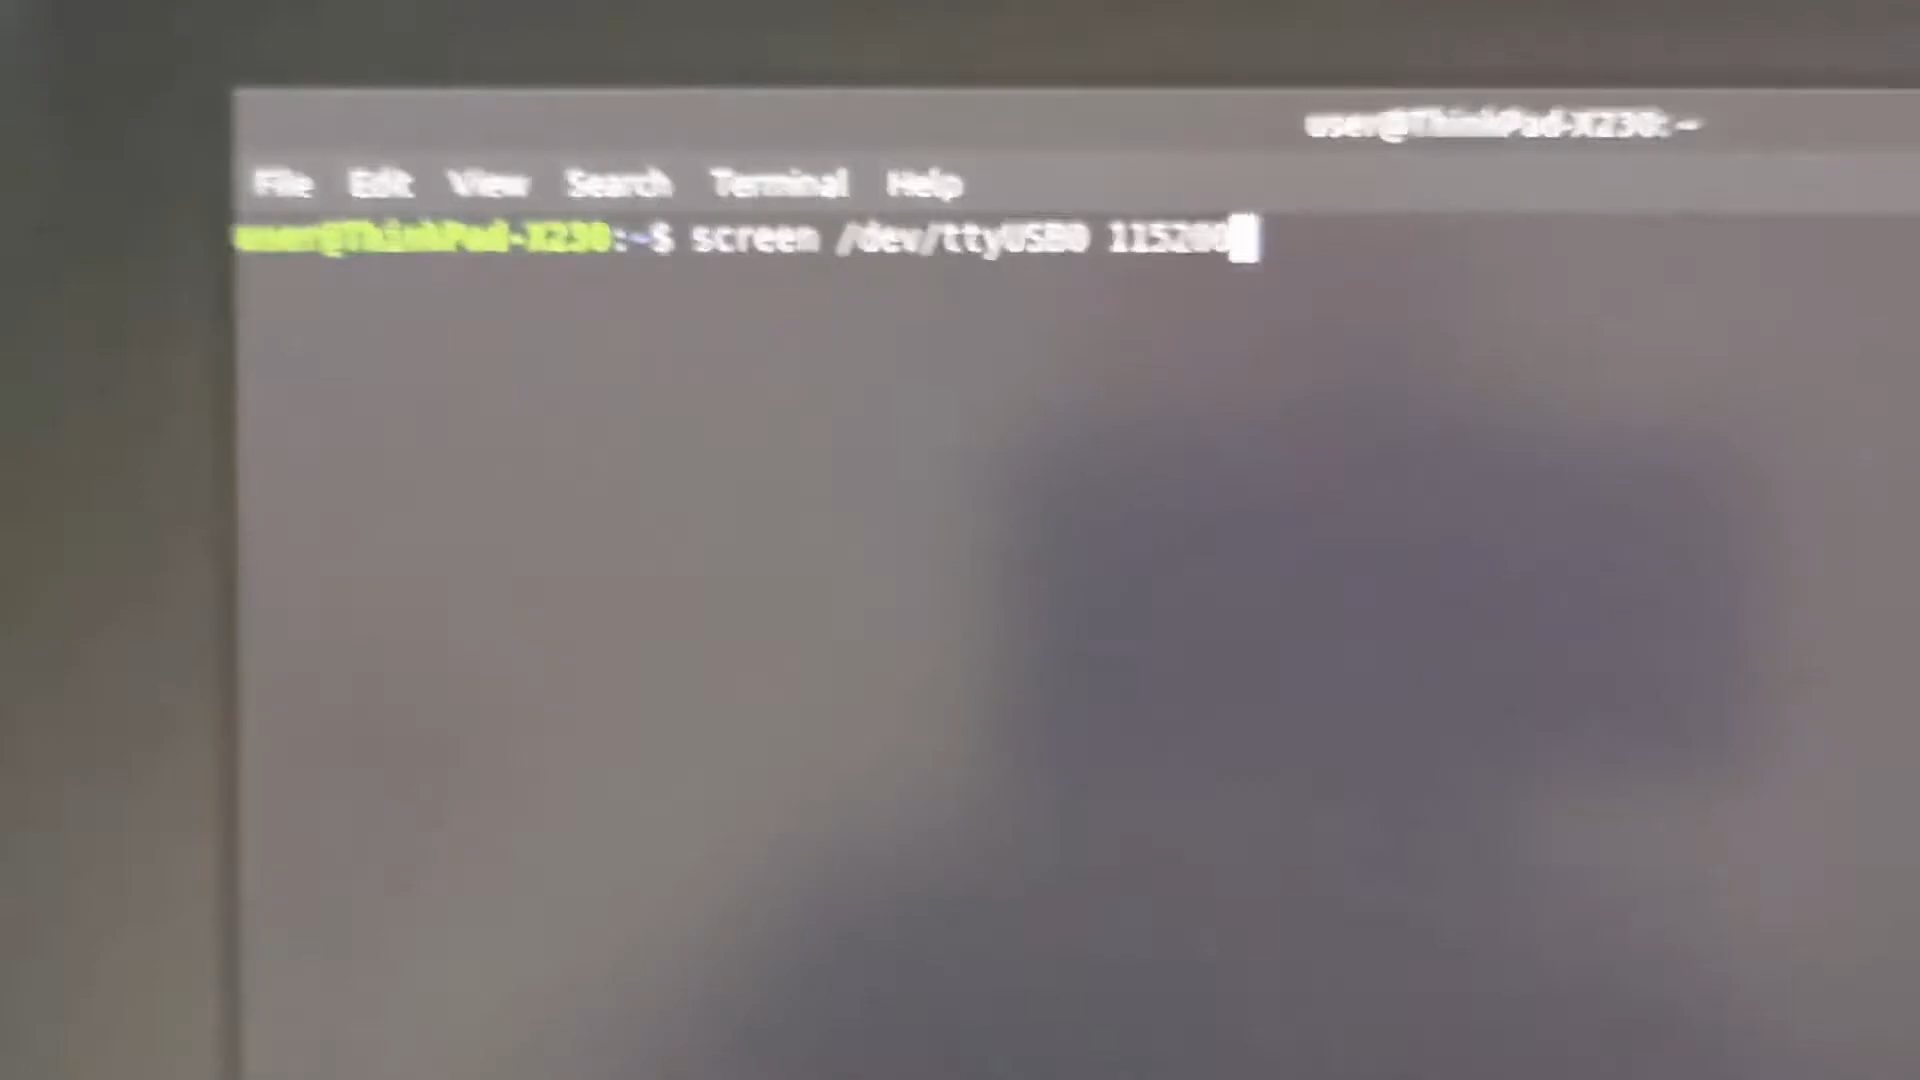 user@ThinkPad-X230: ~
File Edit View Search Terminal Help
user@ThinkPad-X230:~$ screen /dev/ttyUSB0 115200